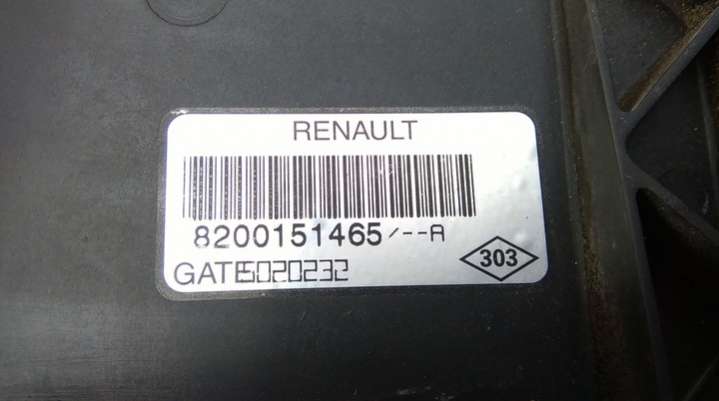 RENAULT
8200151465/--A
GATE5020232
303